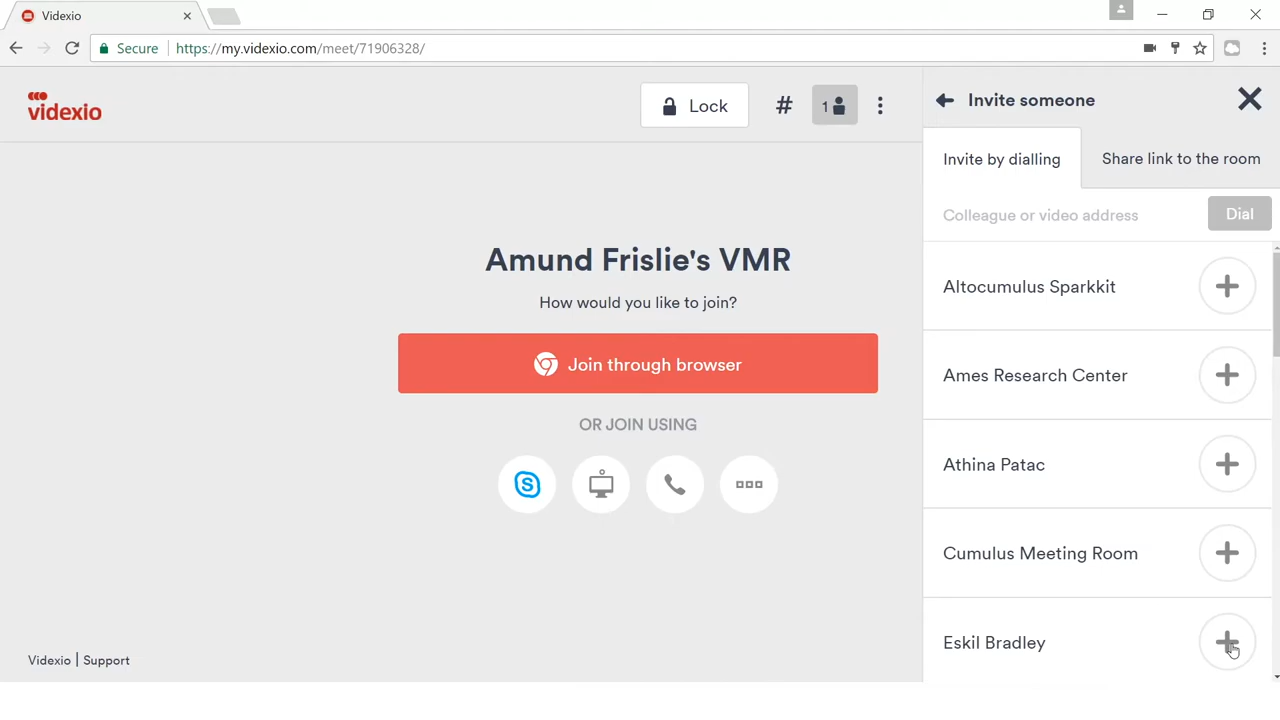 Videxio
Secure
https://my.videxio.com/meet/71906328/
videxio
Lock
#
1
Invite someone
Invite by dialling
Share link to the room
Colleague or video address
Dial
Amund Frislie's VMR
How would you like to join?
Join through browser
OR JOIN USING
Altocumulus Sparkkit
Ames Research Center
Athina Patac
Cumulus Meeting Room
Eskil Bradley
Videxio | Support